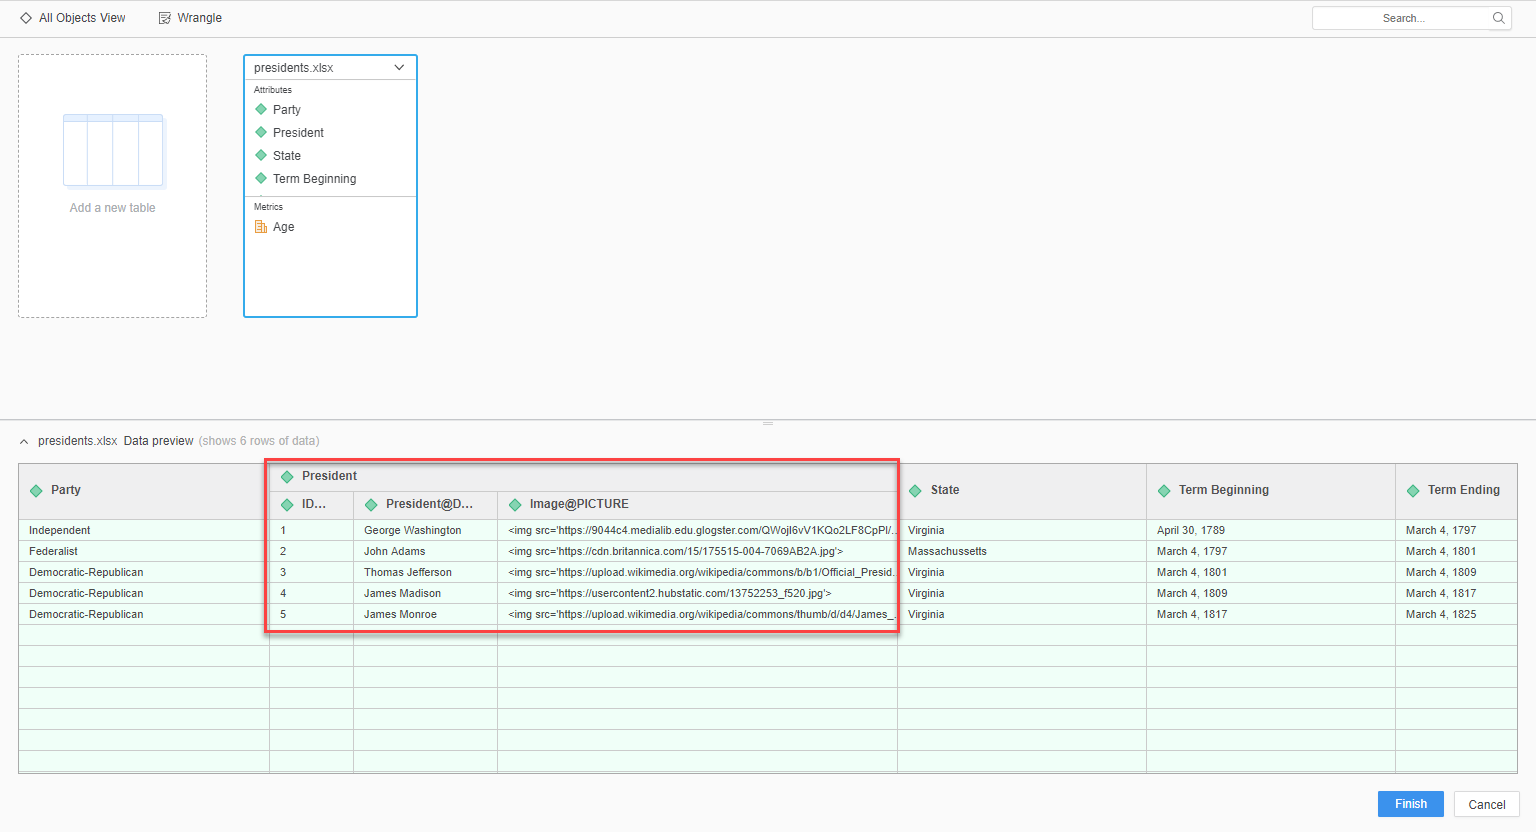 All Objects View Wrangle Search...
presidents.xlsx
Attributes
Party
President
State
Term Beginning
Add a new table
Metrics
Age
presidents.xlsx Data preview (shows 6 rows of data)
Party President State Term Beginning Term Ending
ID... President@D... Image@PICTURE
Independent 1 George Washington <img src='https://9044c4.medialib.edu.glogster.com/QWojI6vV1KQo2LF8CpPl/... Virginia April 30, 1789 March 4, 1797
Federalist 2 John Adams <img src='https://cdn.britannica.com/15/175515-004-7069AB2A.jpg'> Massachussetts March 4, 1797 March 4, 1801
Democratic-Republican 3 Thomas Jefferson <img src='https://upload.wikimedia.org/wikipedia/commons/b/b1/Official_Presid... Virginia March 4, 1801 March 4, 1809
Democratic-Republican 4 James Madison <img src='https://usercontent2.hubstatic.com/13752253_f520.jpg'> Virginia March 4, 1809 March 4, 1817
Democratic-Republican 5 James Monroe <img src='https://upload.wikimedia.org/wikipedia/commons/thumb/d/d4/James_... Virginia March 4, 1817 March 4, 1825
Finish Cancel